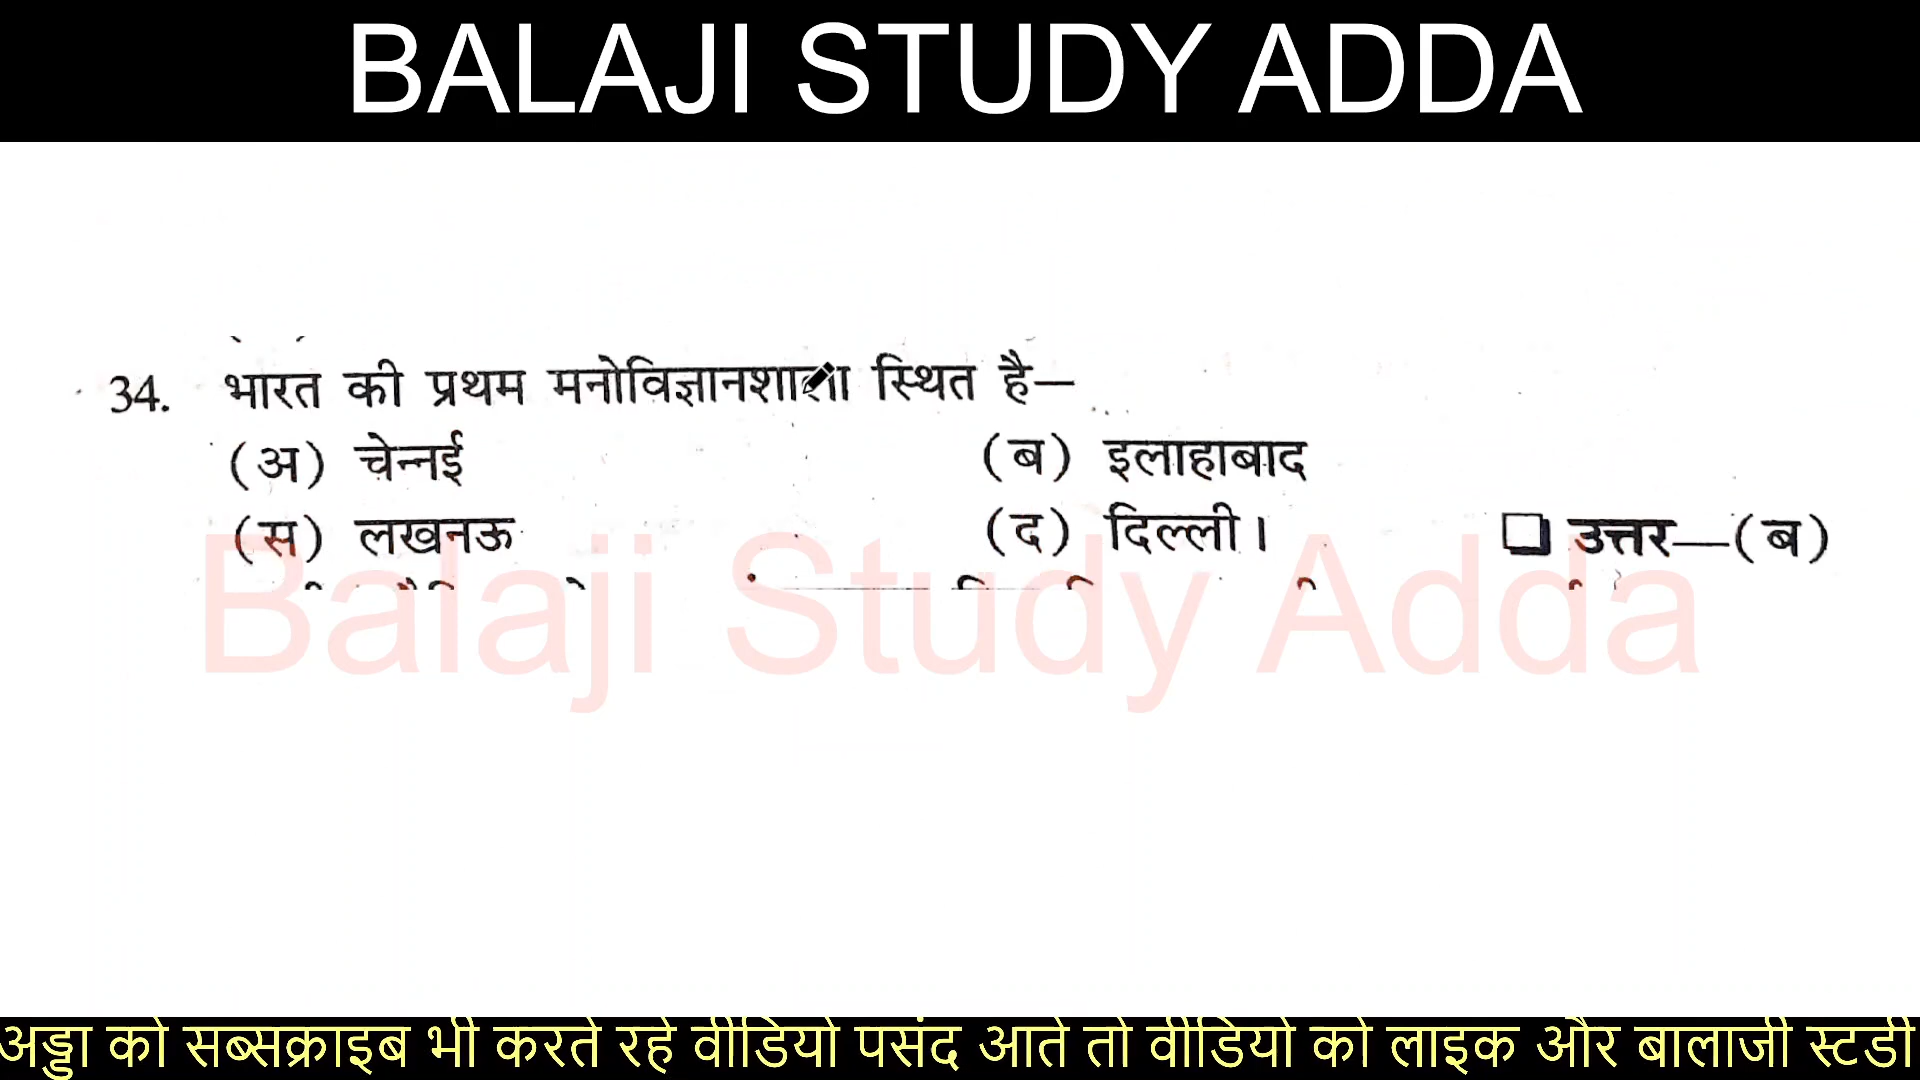 BALAJI STUDY ADDA
34. भारत की प्रथम मनोविज्ञानशाला स्थित है—
(अ) चेन्नई (ब) इलाहाबाद
(स) लखनऊ (द) दिल्ली। ❑ उत्तर—(ब)
Balaji Study Adda
अड्डा को सब्सक्राइब भी करते रहे वीडियो पसंद आते तो वीडियो को लाइक और बालाजी स्टडी